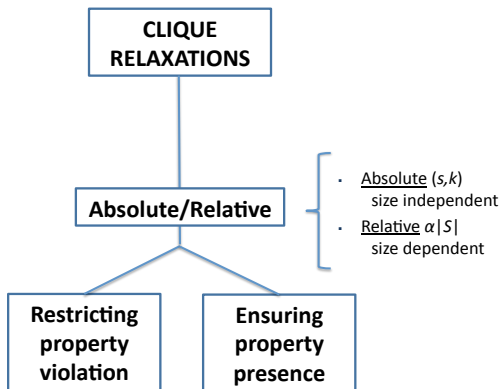 CLIQUE
RELAXATIONS
Absolute/Relative
▪ Absolute (s,k)
size independent
▪ Relative α|S|
size dependent
Restricting
property
violation
Ensuring
property
presence